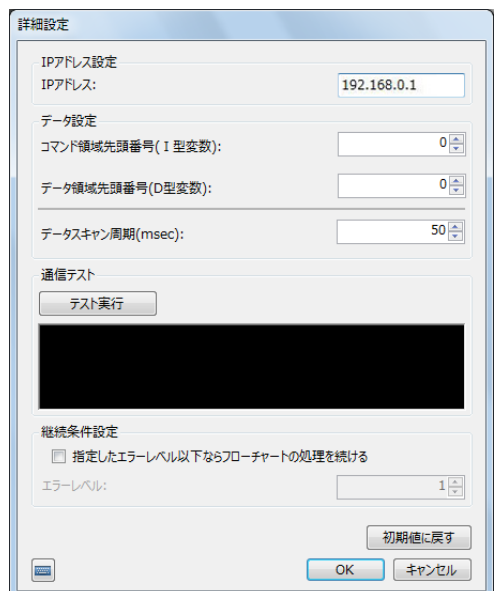 詳細設定
IPアドレス設定
IPアドレス: 192.168.0.1
データ設定
コマンド領域先頭番号(Ⅰ型変数): 0
データ領域先頭番号(D型変数): 0
データスキャン周期(msec): 50
通信テスト
テスト実行
継続条件設定
指定したエラーレベル以下ならフローチャートの処理を続ける
エラーレベル: 1
初期値に戻す
OK キャンセル